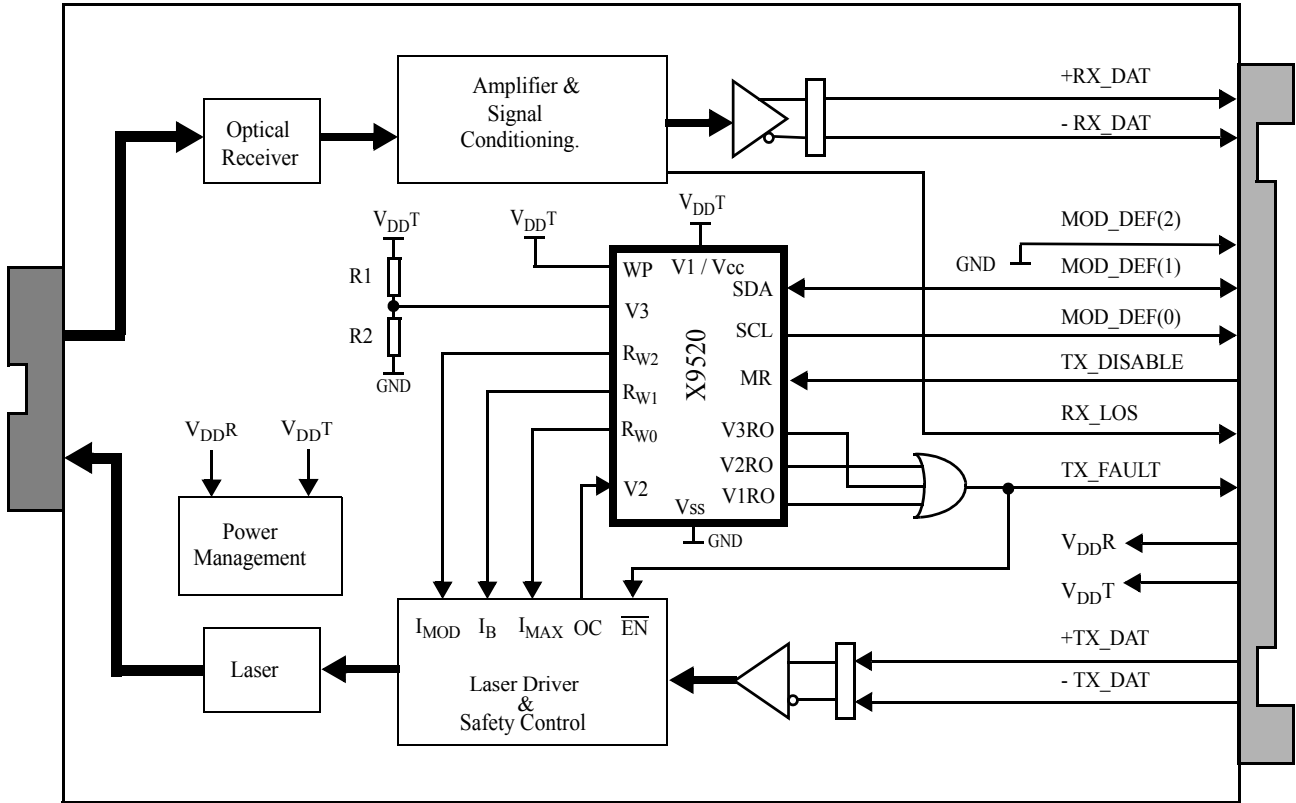 Amplifier &
Signal
Conditioning.
Optical
Receiver
+RX_DAT
- RX_DAT
VDDT
VDDT
VDDT
R1
R2
GND
WP
V3
RW2
RW1
RW0
V2
V1 / Vcc
SDA
SCL
MR
V3RO
V2RO
V1RO
Vss
X9520
GND
GND
MOD_DEF(2)
MOD_DEF(1)
MOD_DEF(0)
TX_DISABLE
RX_LOS
TX_FAULT
VDDR
VDDT
+TX_DAT
- TX_DAT
VDDR
VDDT
Power
Management
IMOD IB IMAX OC EN
Laser
Laser Driver
&
Safety Control